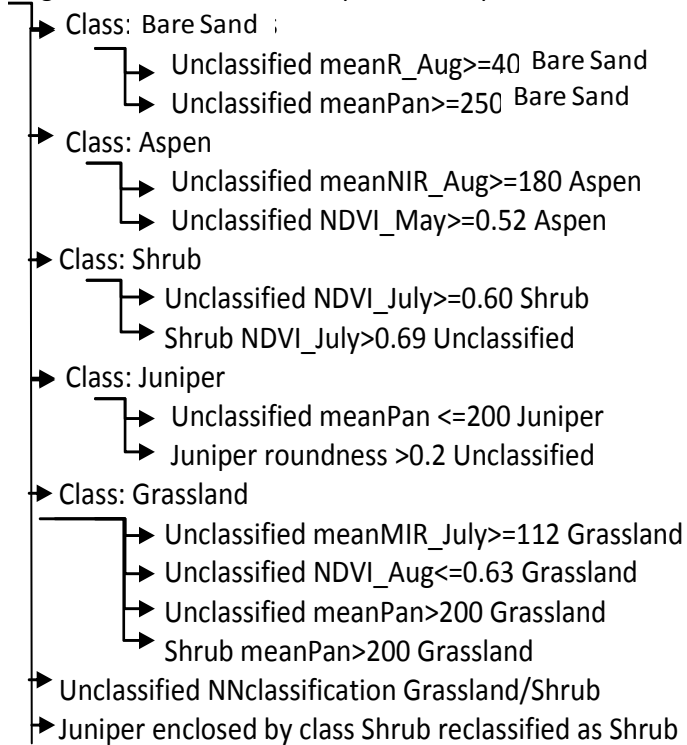 Class: Bare Sand
Unclassified meanR_Aug>=40 Bare Sand
Unclassified meanPan>=250 Bare Sand
Class: Aspen
Unclassified meanNIR_Aug>=180 Aspen
Unclassified NDVI_May>=0.52 Aspen
Class: Shrub
Unclassified NDVI_July>=0.60 Shrub
Shrub NDVI_July>0.69 Unclassified
Class: Juniper
Unclassified meanPan <=200 Juniper
Juniper roundness >0.2 Unclassified
Class: Grassland
Unclassified meanMIR_July>=112 Grassland
Unclassified NDVI_Aug<=0.63 Grassland
Unclassified meanPan>200 Grassland
Shrub meanPan>200 Grassland
Unclassified NNclassification Grassland/Shrub
Juniper enclosed by class Shrub reclassified as Shrub